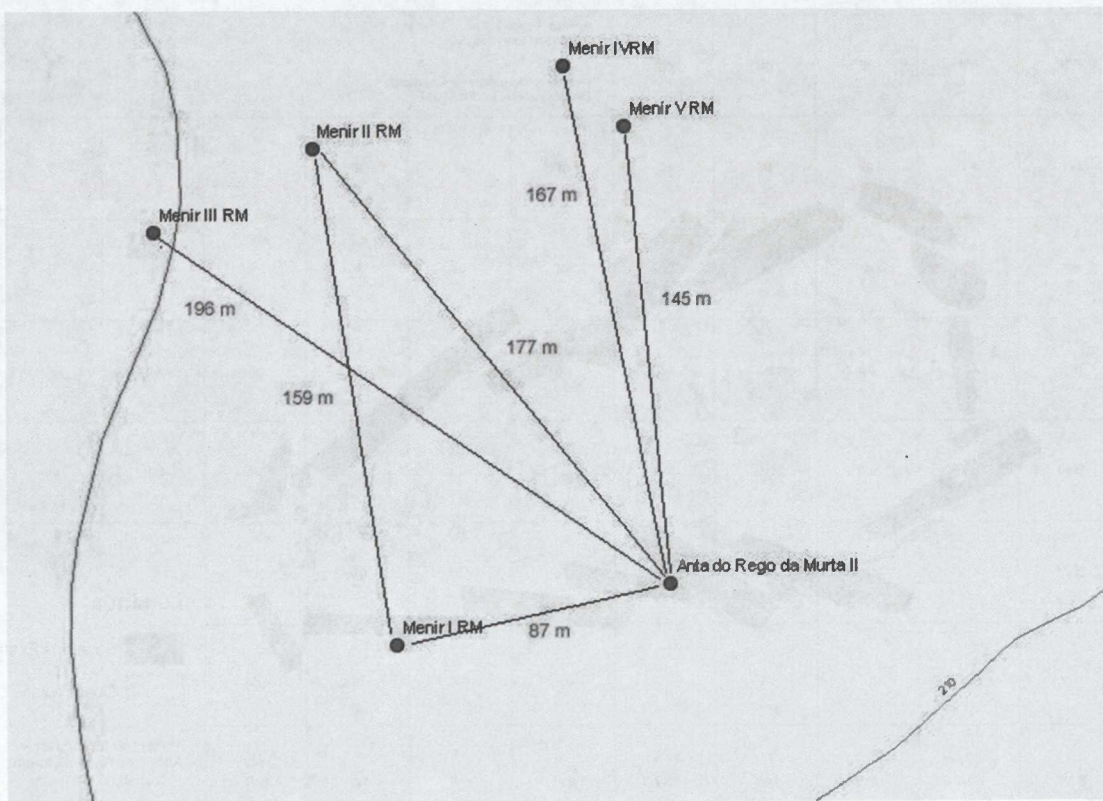 Menir IVRM
Menir V RM
Menir II RM
167 m
Menir III RM
145 m
196 m
177 m
159 m
Anta do Rego da Murta II
Menir I RM
87 m
210